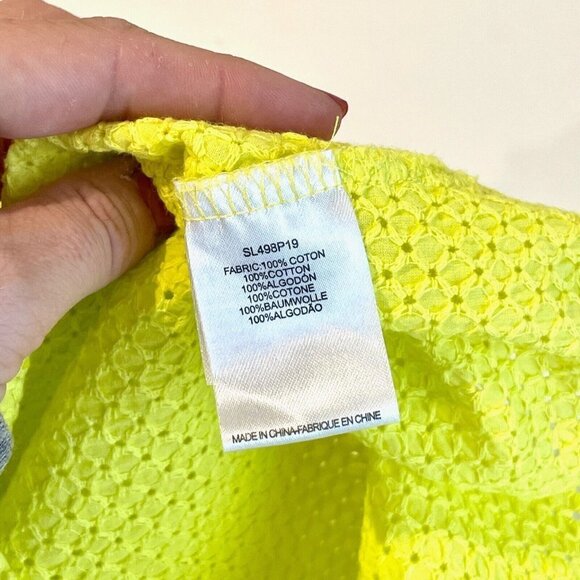 SL498P19
FABRIC:100% COTON
100%COTTON
100%ALGODÓN
100%COTONE
100%BAUMWOLLE
100%ALGODÃO
MADE IN CHINA-FABRIQUE EN CHINE